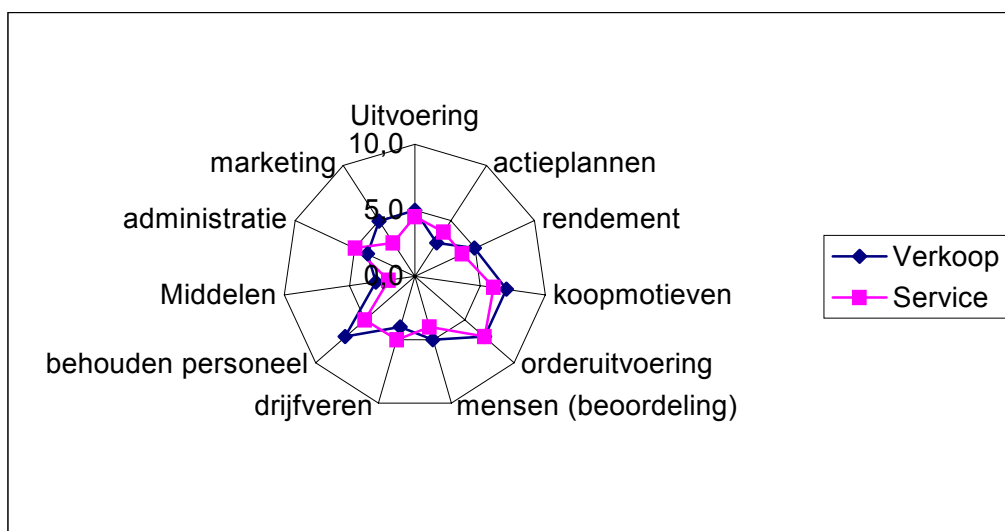 Uitvoering
10,0
marketing
actieplannen
administratie
5,0
rendement
Verkoop
0,0
Middelen
koopmotieven
Service
behouden personeel
orderuitvoering
drijfveren
mensen (beoordeling)